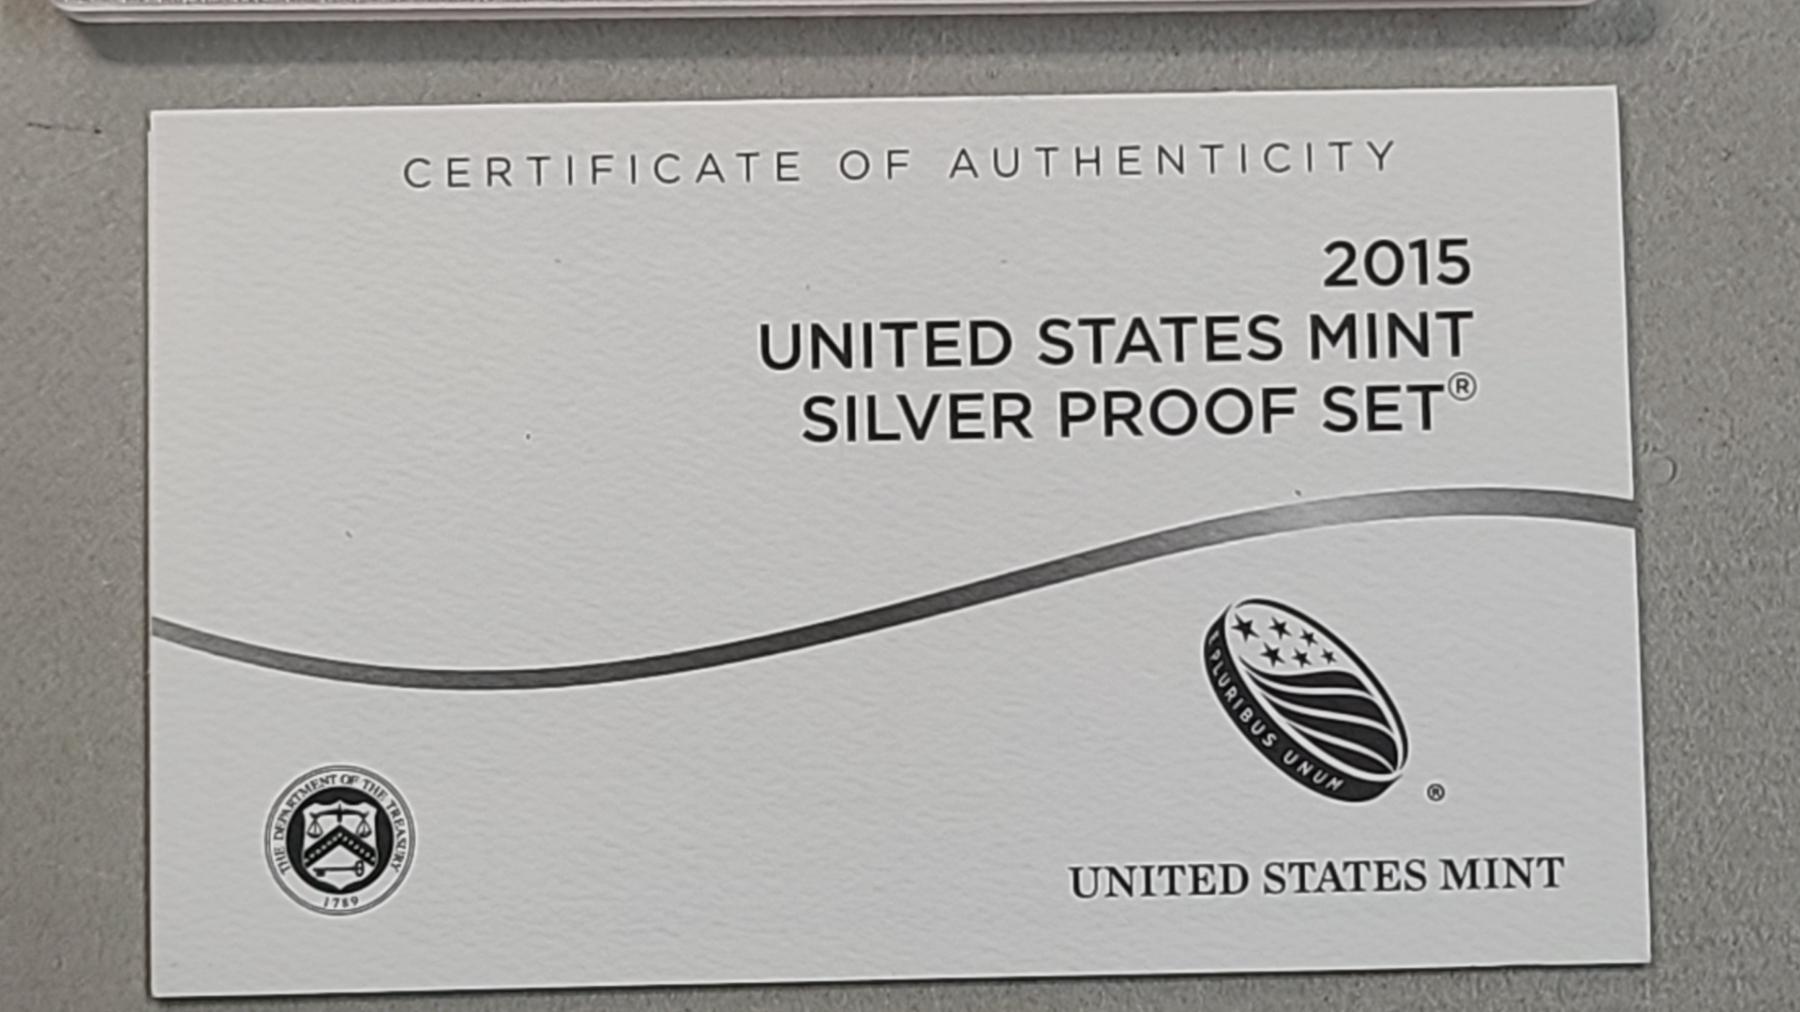 CERTIFICATE OF AUTHENTICITY
2015
UNITED STATES MINT
SILVER PROOF SET®
E PLURIBUS UNUM
®
THE DEPARTMENT OF THE TREASURY
1789
UNITED STATES MINT